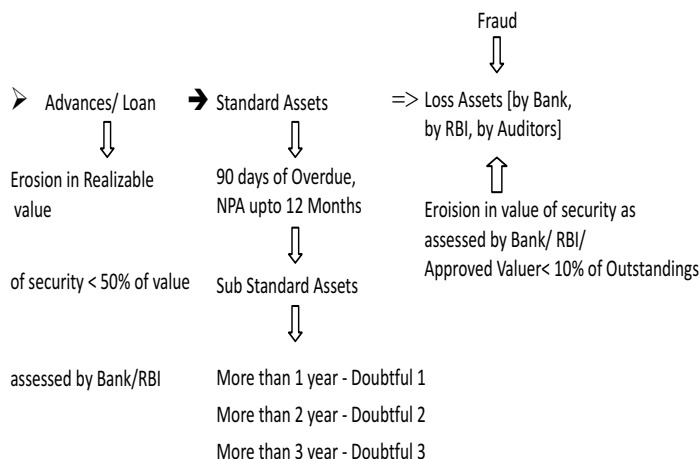 Fraud
➢ Advances/ Loan ➔ Standard Assets => Loss Assets [by Bank,
by RBI, by Auditors]
Erosion in Realizable
value
90 days of Overdue,
NPA upto 12 Months
Eroision in value of security as
assessed by Bank/ RBI/
Approved Valuer< 10% of Outstandings
of security < 50% of value
Sub Standard Assets
assessed by Bank/RBI
More than 1 year - Doubtful 1
More than 2 year - Doubtful 2
More than 3 year - Doubtful 3